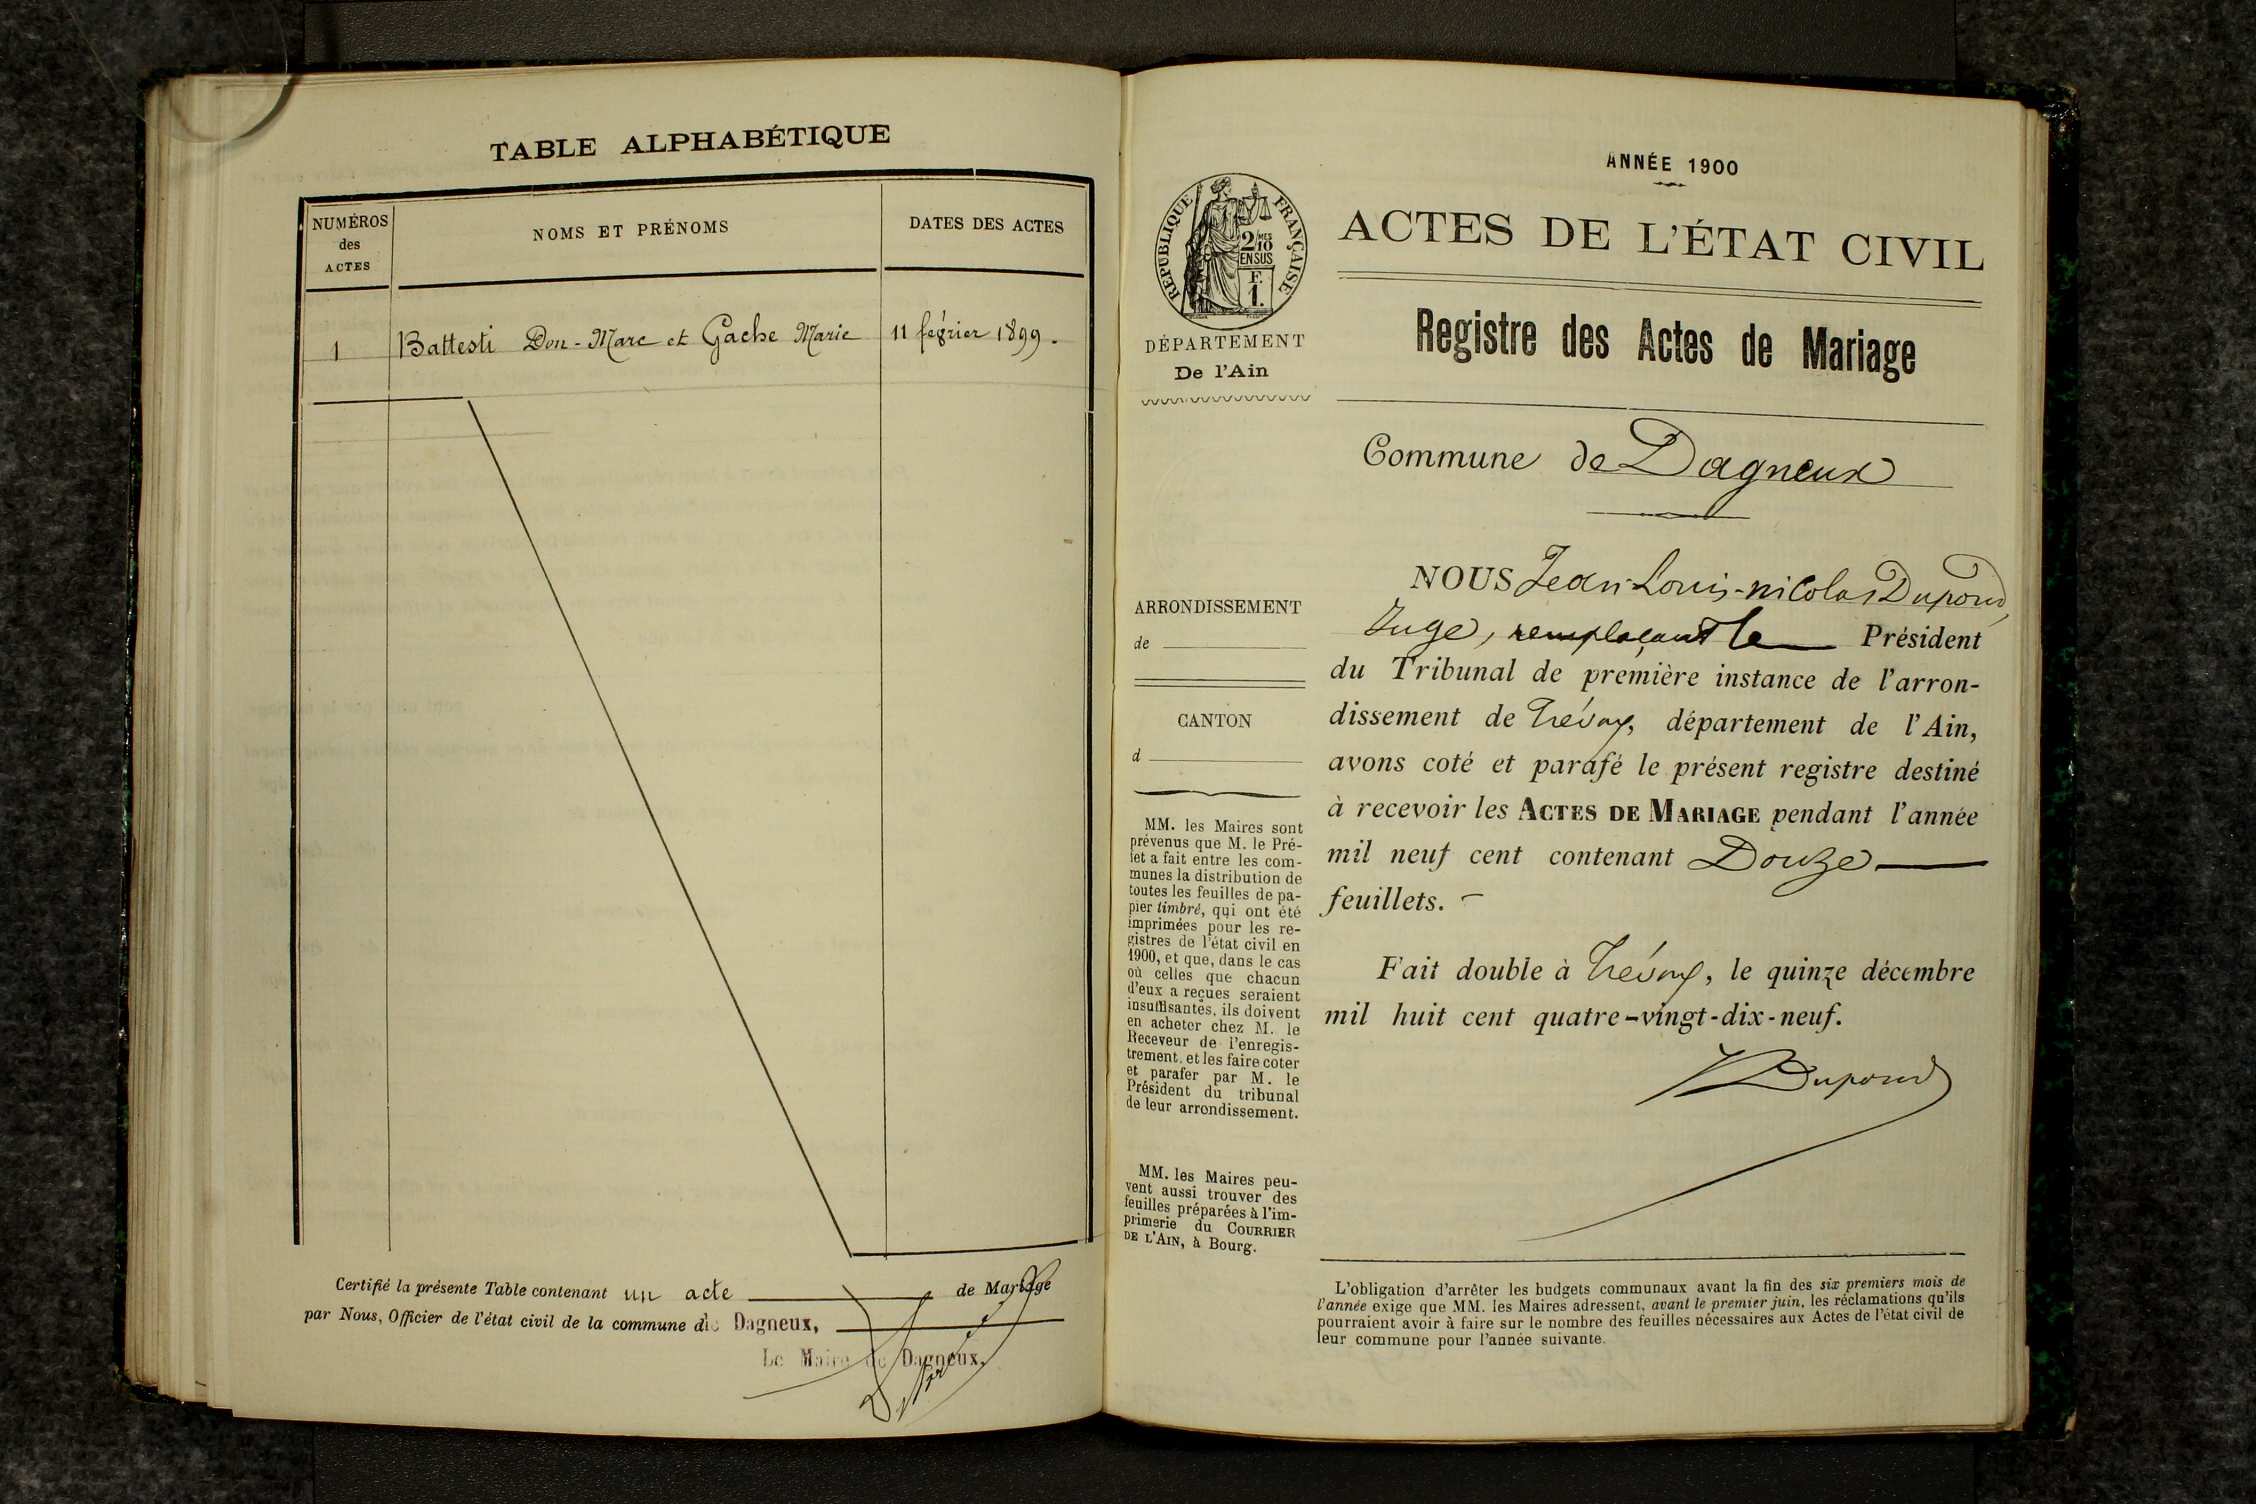 TABLE ALPHABÉTIQUE
NUMÉROS
des
ACTES
NOMS ET PRÉNOMS
DATES DES ACTES
1 Battesti Don-Marc et Gache Marie 11 février 1899.
Certifié la présente Table contenant un acte de Mariage
par Nous, Officier de l'état civil de la commune de Dagneux,
Le Maire de Dagneux,
ANNÉE 1900
RÉPUBLIQUE FRANÇAISE
2/10 MES
EN SUS
F.
1.
DÉPARTEMENT
De l'Ain
ACTES DE L'ÉTAT CIVIL
Registre des Actes de Mariage
Commune de Dagneux
ARRONDISSEMENT
de
CANTON
d
MM. les Maires sont
prévenus que M. le Pré-
fet a fait entre les com-
munes la distribution de
toutes les feuilles de pa-
pier timbré, qui ont été
imprimées pour les re-
gistres de l'état civil en
1900, et que, dans le cas
où celles que chacun
d'eux a reçues seraient
insuffisantes, ils doivent
en acheter chez M. le
Receveur de l'enregis-
trement, et les faire coter
et parafer par M. le
Président du tribunal
de leur arrondissement.
MM. les Maires peu-
vent aussi trouver des
feuilles préparées à l'im-
primerie du COURRIER
DE L'AIN, à Bourg.
NOUS Jean-Louis-nicolas Dupond,
Juge, remplaçant le Président
du Tribunal de première instance de l'arron-
dissement de Trévoux, département de l'Ain,
avons coté et parafé le présent registre destiné
à recevoir les ACTES DE MARIAGE pendant l'année
mil neuf cent contenant Douze
feuillets.
Fait double à Trévoux, le quinze décembre
mil huit cent quatre-vingt-dix-neuf.
Dupond
L'obligation d'arrêter les budgets communaux avant la fin des six premiers mois de
l'année exige que MM. les Maires adressent, avant le premier juin, les réclamations qu'ils
pourraient avoir à faire sur le nombre des feuilles nécessaires aux Actes de l'état civil de
leur commune pour l'année suivante.